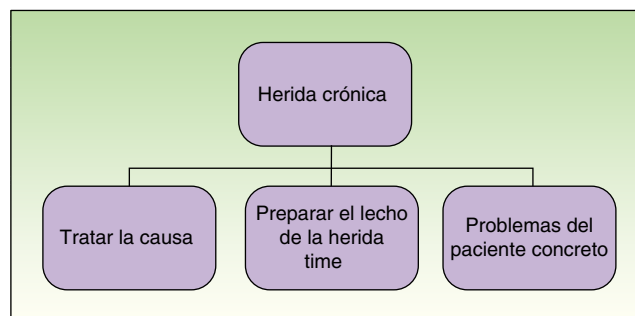 Herida crónica
Tratar la causa
Preparar el lecho
de la herida
time
Problemas del
paciente concreto